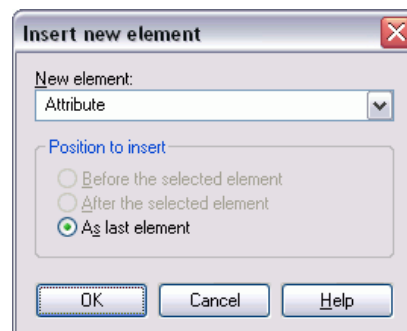 Insert new element
New element:
Attribute
Position to insert
Before the selected element
After the selected element
As last element
OK Cancel Help